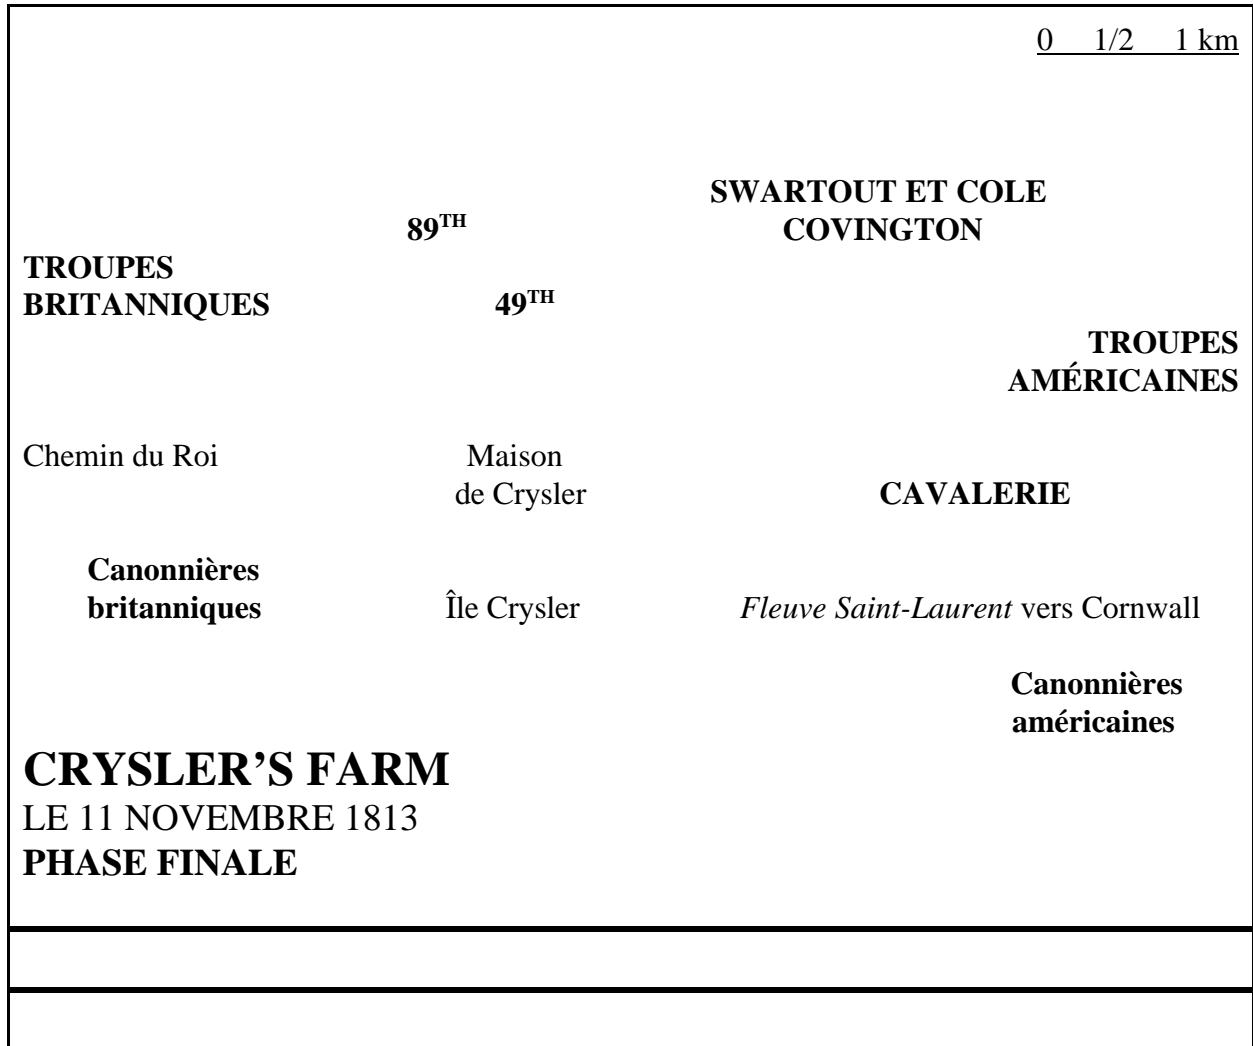 0 1/2 1 km
SWARTOUT ET COLE
89TH COVINGTON
TROUPES
BRITANNIQUES 49TH
TROUPES
AMÉRICAINES
Chemin du Roi Maison
de Crysler CAVALERIE
Canonnières
britanniques Île Crysler Fleuve Saint-Laurent vers Cornwall
Canonnières
américaines
CRYSLER’S FARM
LE 11 NOVEMBRE 1813
PHASE FINALE